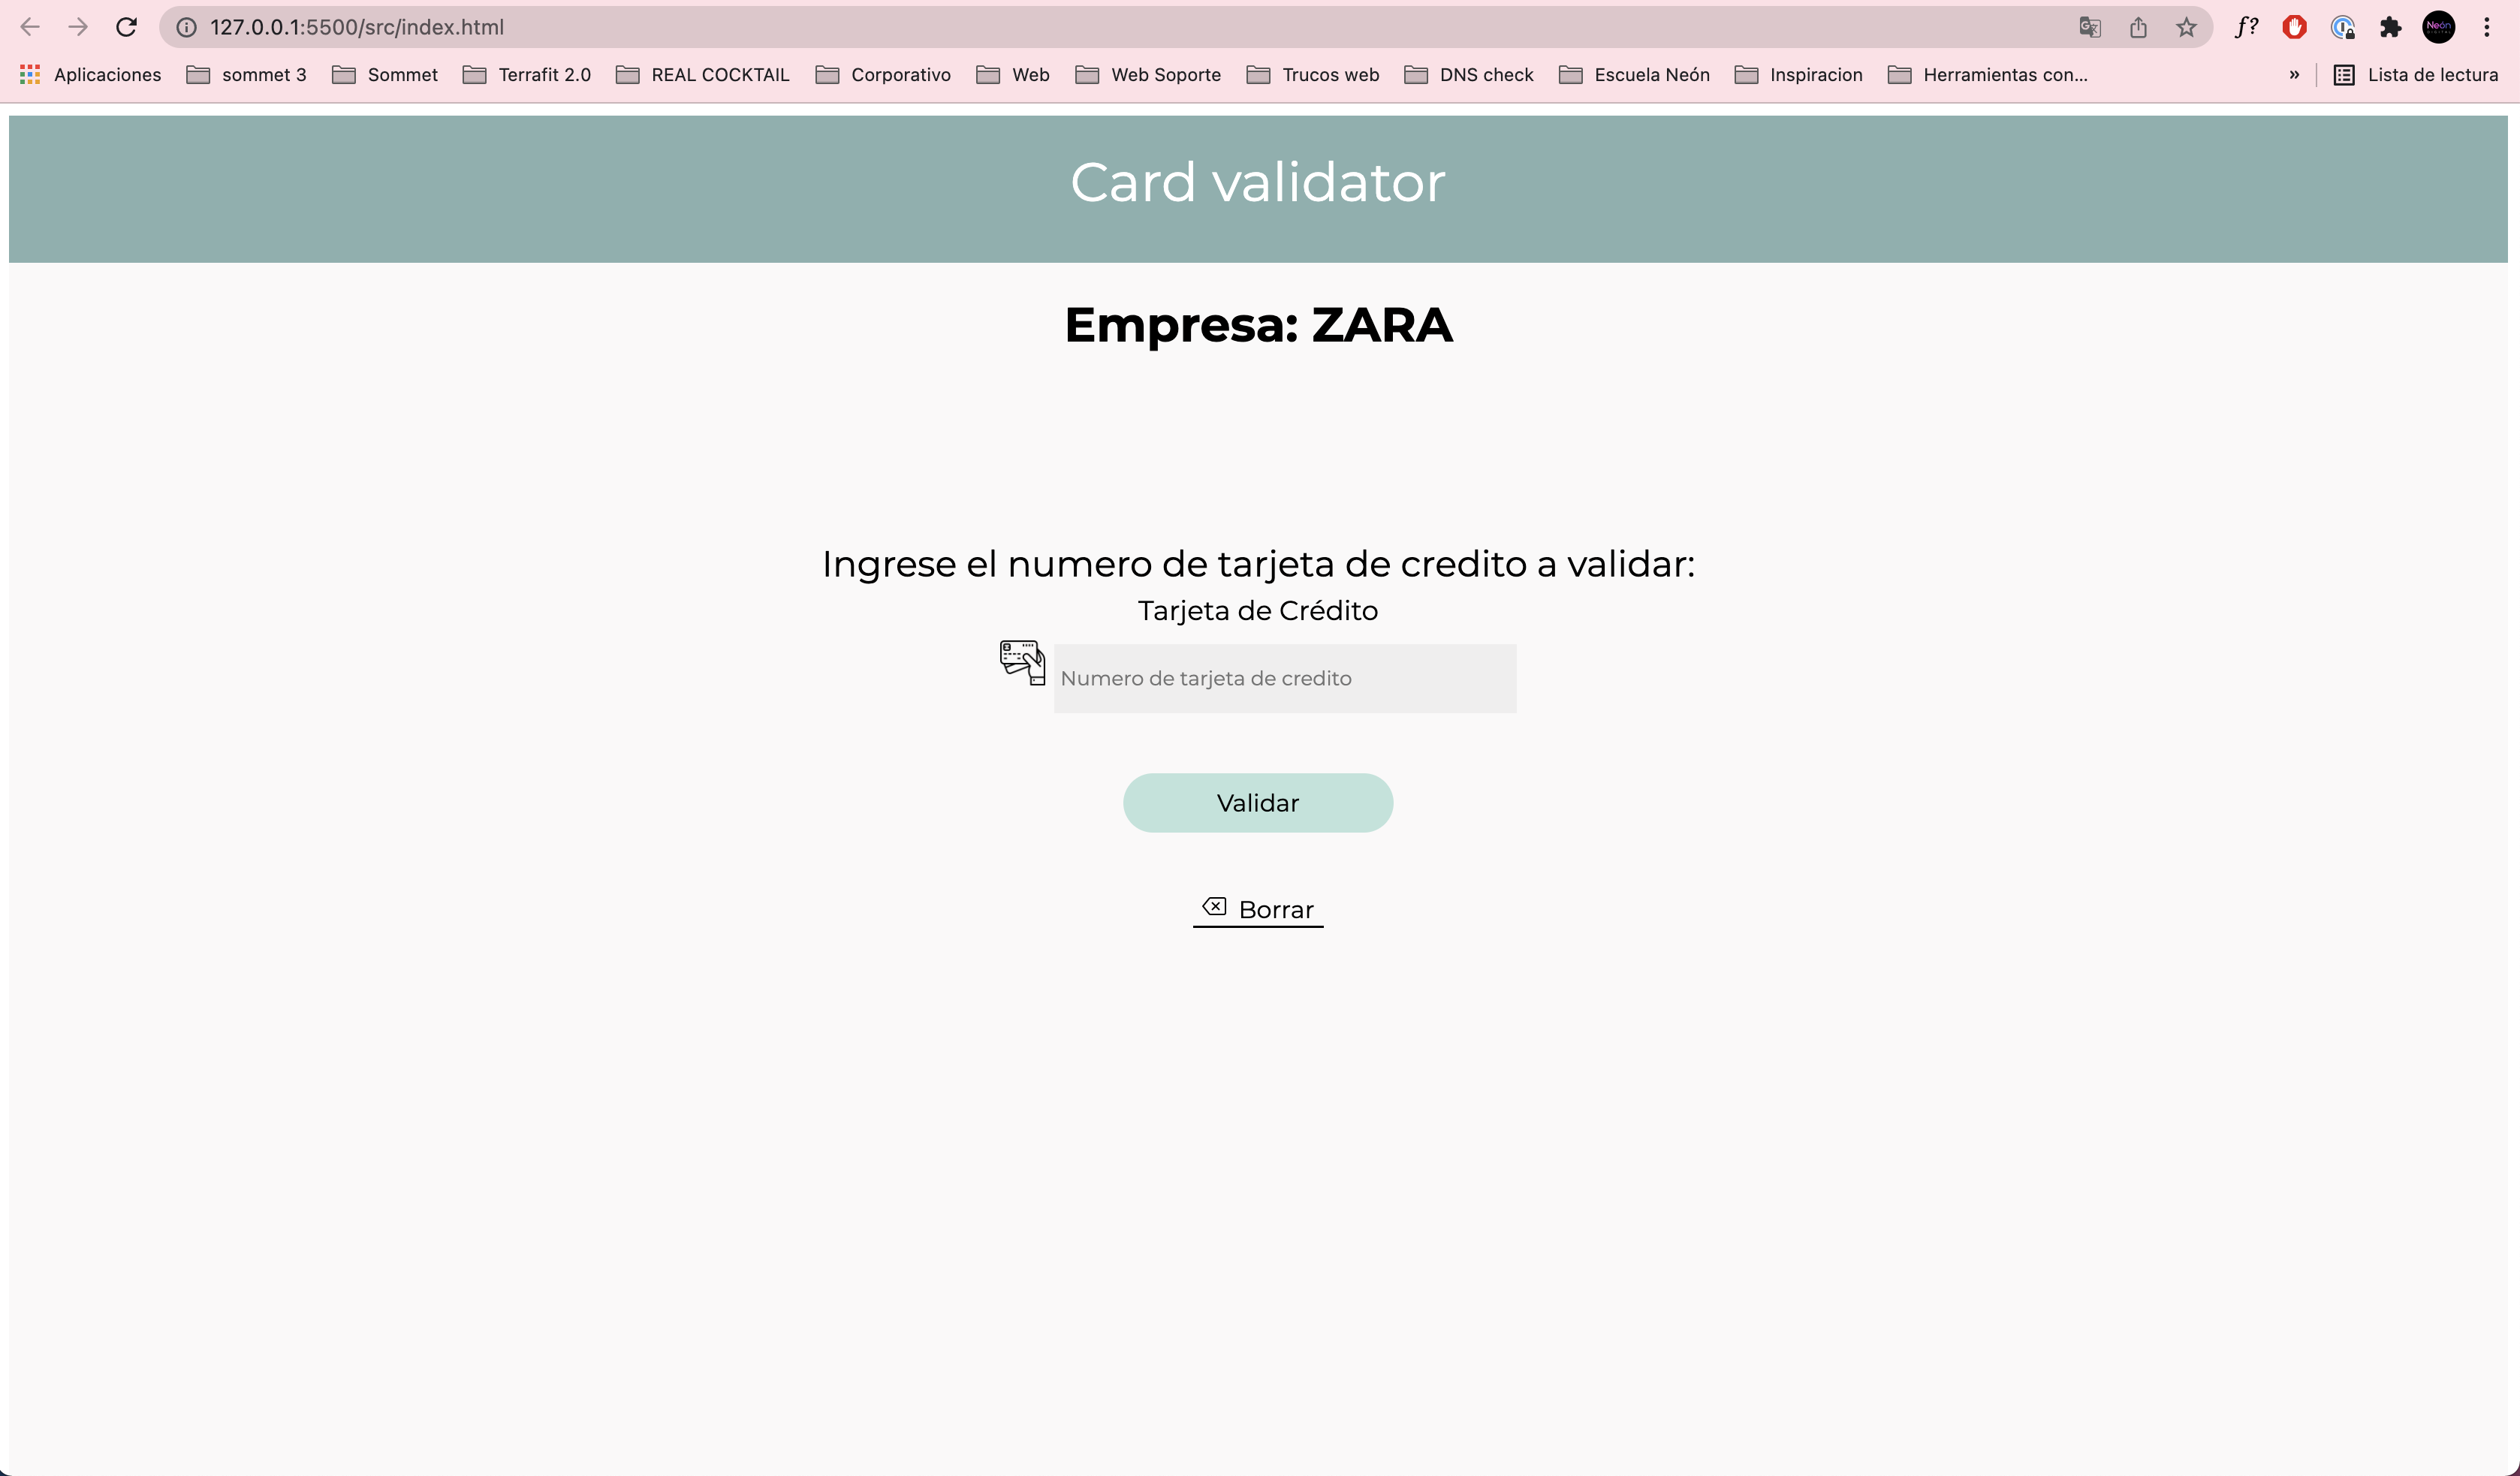 127.0.0.1:5500/src/index.html
f?
Neón
Aplicaciones sommet 3 Sommet Terrafit 2.0 REAL COCKTAIL Corporativo Web Web Soporte Trucos web DNS check Escuela Neón Inspiracion Herramientas con... » Lista de lectura
Card validator
Empresa: ZARA
Ingrese el numero de tarjeta de credito a validar:
Tarjeta de Crédito
Numero de tarjeta de credito
Validar
Borrar